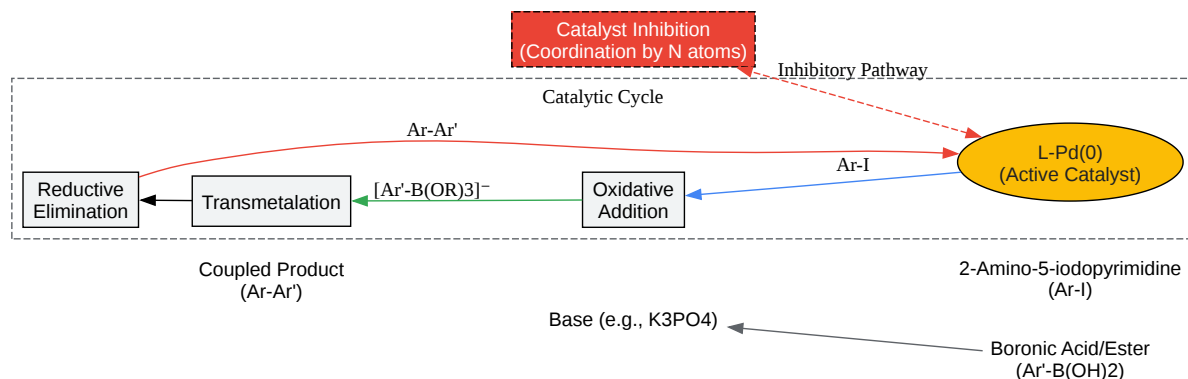 Catalyst Inhibition
(Coordination by N atoms)
Inhibitory Pathway
Catalytic Cycle
Ar-Ar'
L-Pd(0)
(Active Catalyst)
Ar-I
Reductive
Elimination
Transmetalation
[Ar'-B(OR)3]⁻
Oxidative
Addition
Coupled Product
(Ar-Ar')
2-Amino-5-iodopyrimidine
(Ar-I)
Base (e.g., K3PO4)
Boronic Acid/Ester
(Ar'-B(OH)2)